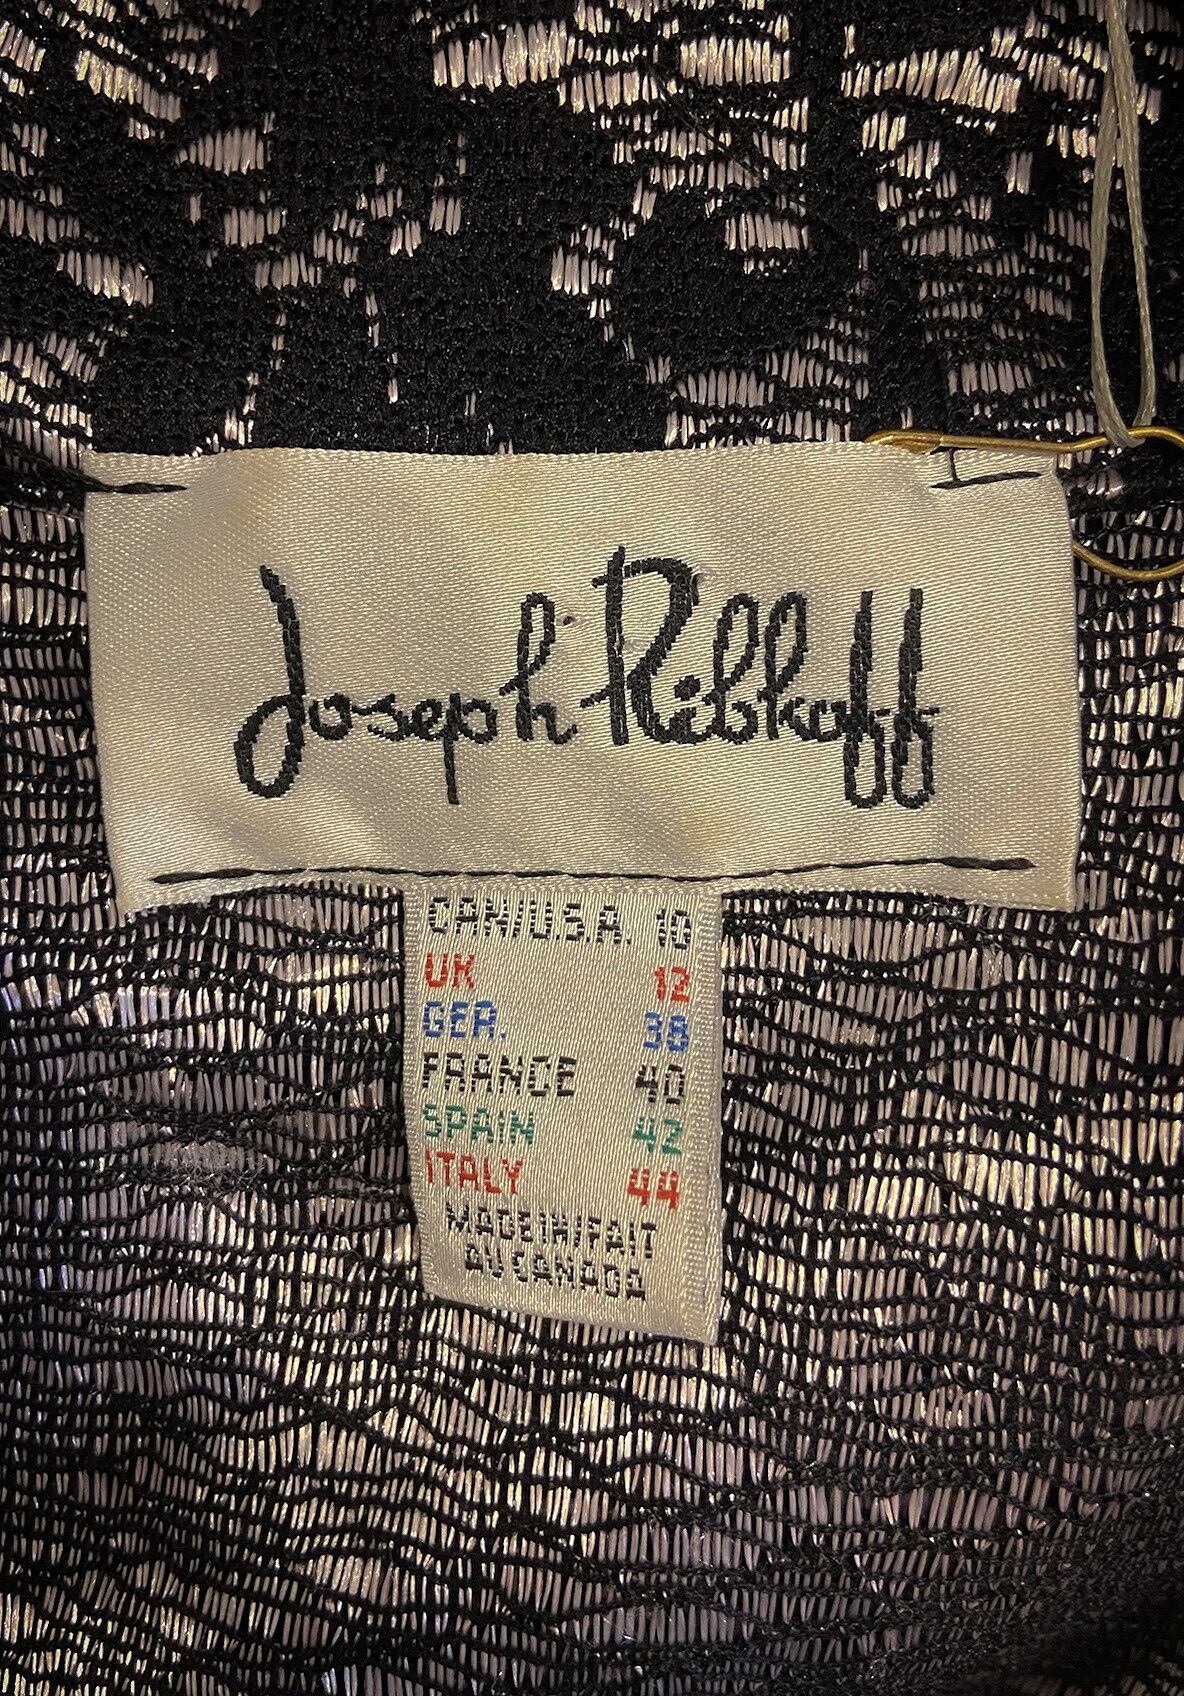 Joseph Ribkoff
CAN/U.S.A. 10
UK 12
GER. 38
FRANCE 40
SPAIN 42
ITALY 44
MADE IN/FAIT
AU CANADA